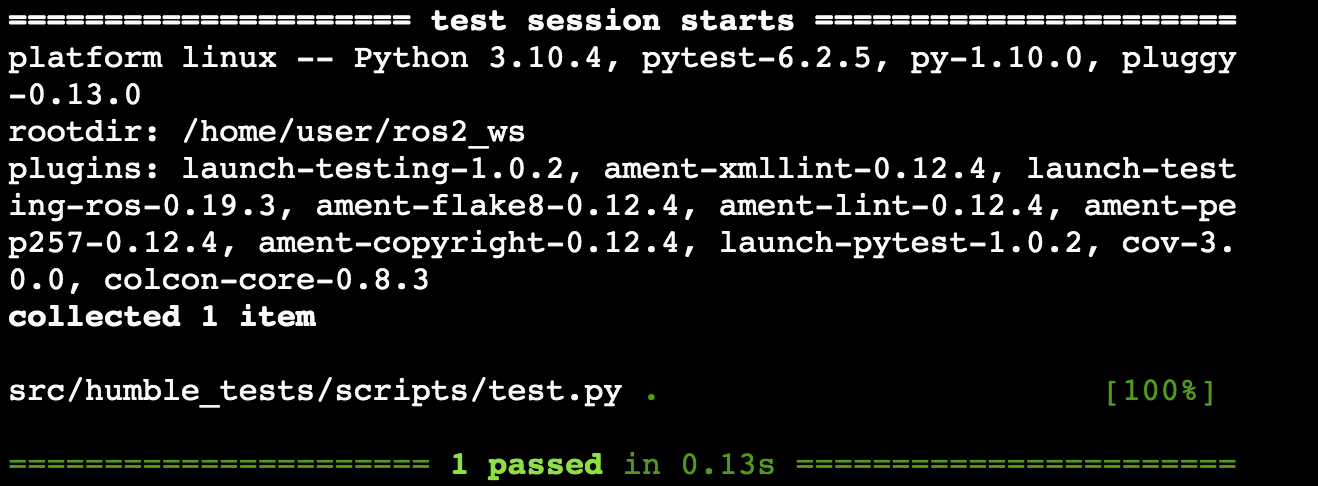 ===================== test session starts ======================
platform linux -- Python 3.10.4, pytest-6.2.5, py-1.10.0, pluggy
-0.13.0
rootdir: /home/user/ros2_ws
plugins: launch-testing-1.0.2, ament-xmllint-0.12.4, launch-test
ing-ros-0.19.3, ament-flake8-0.12.4, ament-lint-0.12.4, ament-pe
p257-0.12.4, ament-copyright-0.12.4, launch-pytest-1.0.2, cov-3.
0.0, colcon-core-0.8.3
collected 1 item
src/humble_tests/scripts/test.py .                       [100%]
====================== 1 passed in 0.13s =======================